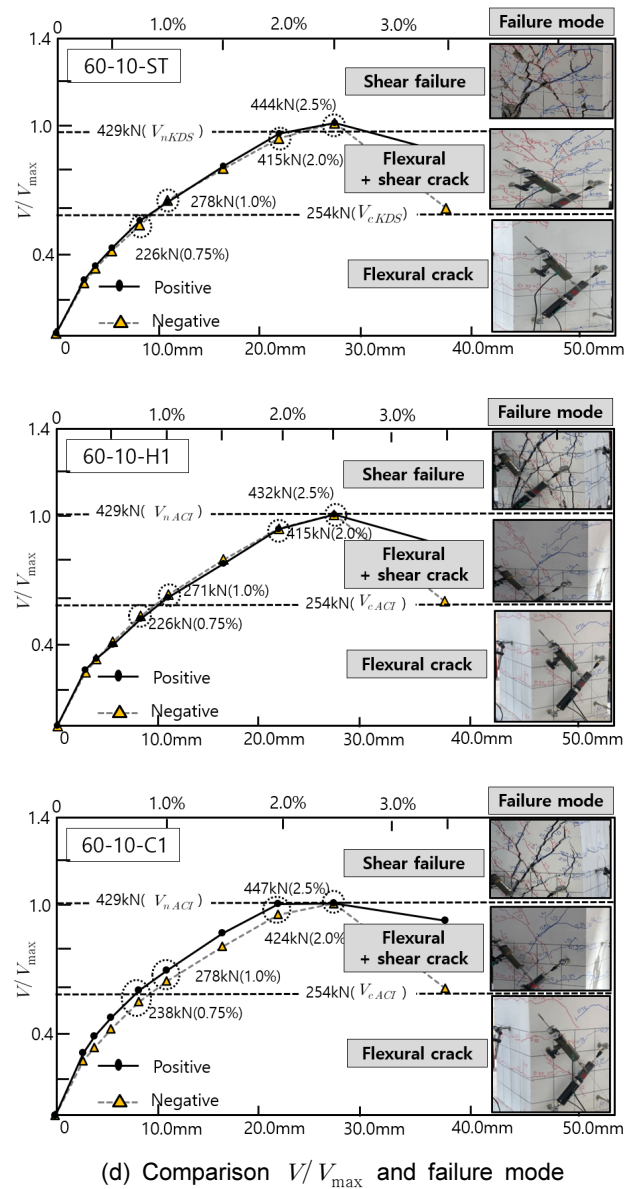 0 1.0% 2.0% 3.0% Failure mode
1.4
60-10-ST
Shear failure
444kN(2.5%)
1.0
429kN( VnKDS )
415kN(2.0%)
Flexural
+ shear crack
278kN(1.0%)
254kN(VcKDS)
V/Vmax
0.4
226kN(0.75%)
Flexural crack
Positive
Negative
0 10.0mm 20.0mm 30.0mm 40.0mm 50.0mm
0 1.0% 2.0% 3.0% Failure mode
1.4
60-10-H1
Shear failure
432kN(2.5%)
429kN( VnACI )
1.0
415kN(2.0%)
Flexural
+ shear crack
271kN(1.0%)
254kN( VcACI )
226kN(0.75%)
V/Vmax
0.4
Flexural crack
Positive
Negative
0 10.0mm 20.0mm 30.0mm 40.0mm 50.0mm
0 1.0% 2.0% 3.0% Failure mode
1.4
60-10-C1
Shear failure
447kN(2.5%)
429kN( VnACI )
1.0
424kN(2.0%
Flexural
+ shear crack
278kN(1.0%)
254kN( VcACI )
238kN(0.75%)
V/Vmax
0.4
Flexural crack
Positive
Negative
0 10.0mm 20.0mm 30.0mm 40.0mm 50.0mm
(d) Comparison V/Vmax and failure mode